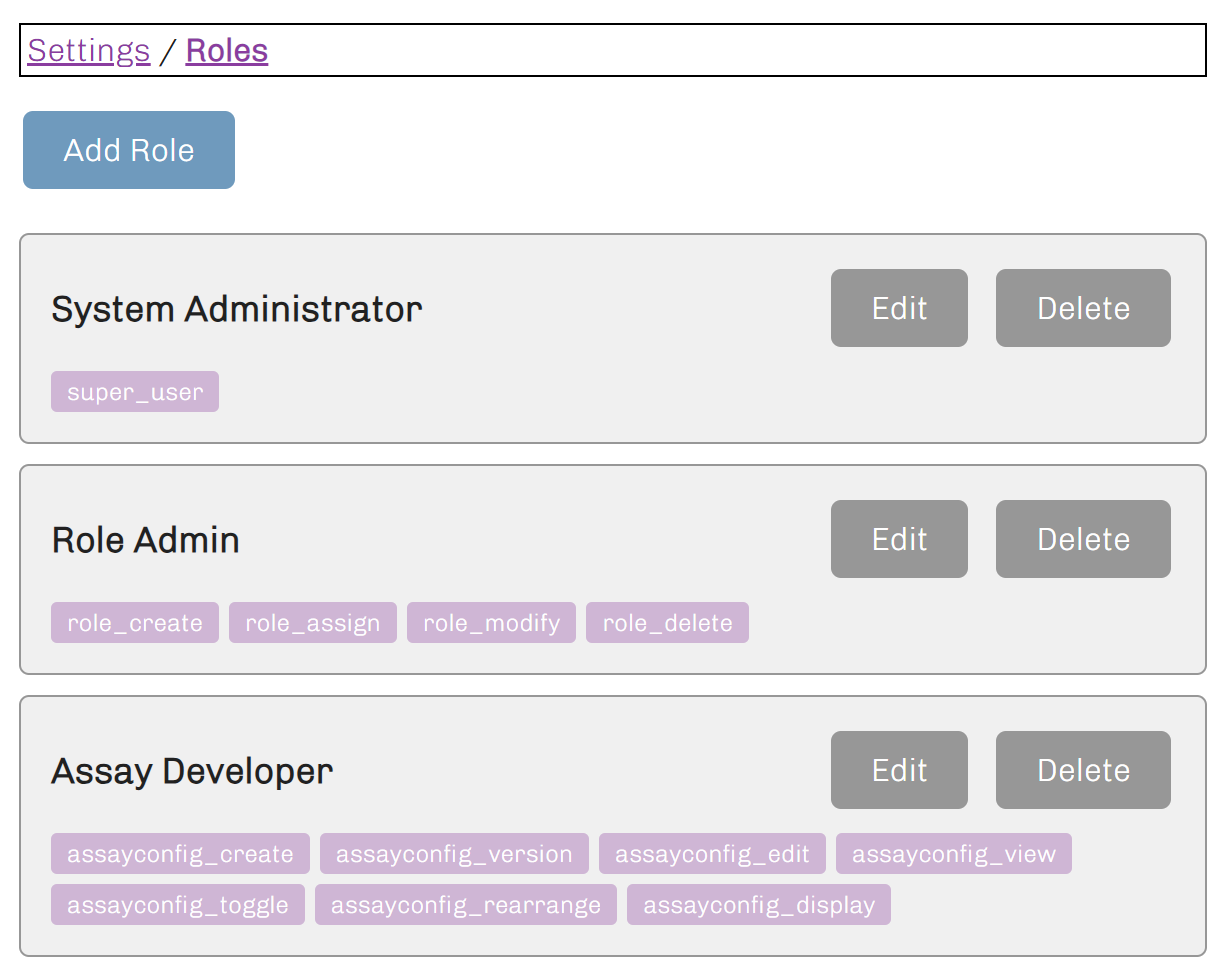 Settings / Roles
Add Role
System Administrator Edit Delete
super_user
Role Admin Edit Delete
role_create role_assign role_modify role_delete
Assay Developer Edit Delete
assayconfig_create assayconfig_version assayconfig_edit assayconfig_view
assayconfig_toggle assayconfig_rearrange assayconfig_display